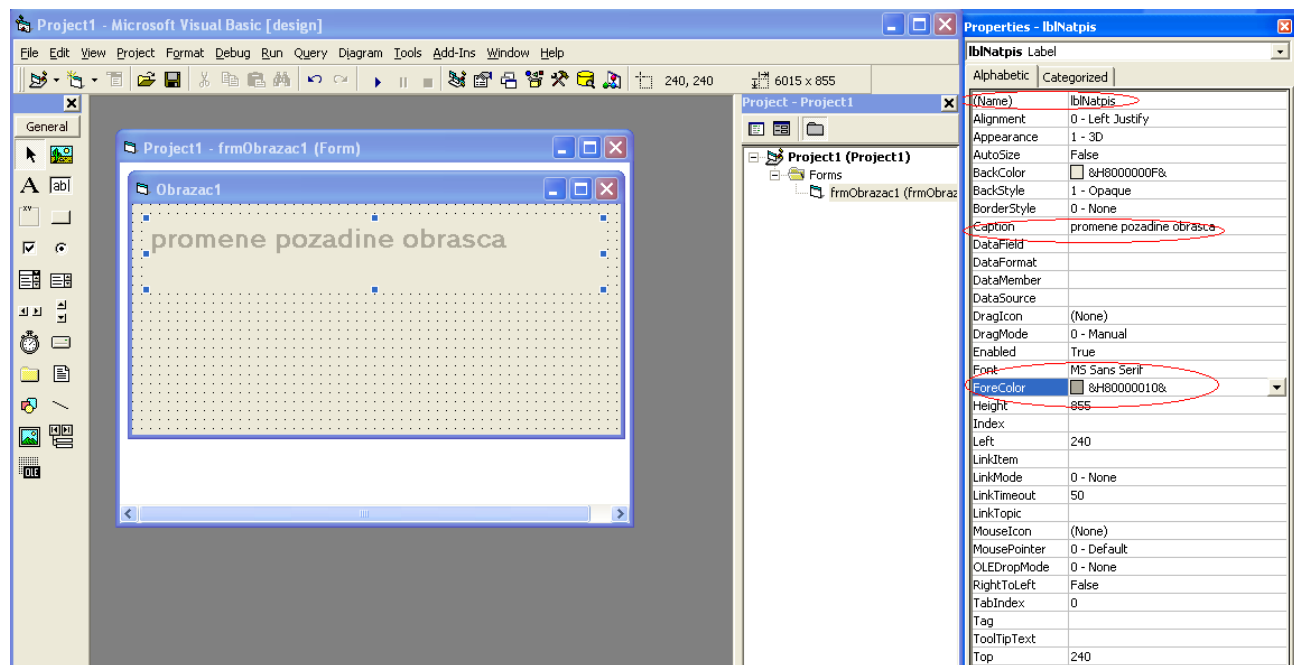 Project1 - Microsoft Visual Basic [design]
File Edit View Project Format Debug Run Query Diagram Tools Add-Ins Window Help
240, 240 6015 x 855
General
A ab|
xv
OLE
Project1 - frmObrazac1 (Form)
Obrazac1
promene pozadine obrasca
Project - Project1
Project1 (Project1)
Forms
frmObrazac1 (frmObraz
Properties - lblNatpis
lblNatpis Label
Alphabetic Categorized
(Name) lblNatpis
Alignment 0 - Left Justify
Appearance 1 - 3D
AutoSize False
BackColor &H8000000F&
BackStyle 1 - Opaque
BorderStyle 0 - None
Caption promene pozadine obrasca
DataField
DataFormat
DataMember
DataSource
DragIcon (None)
DragMode 0 - Manual
Enabled True
Font MS Sans Serif
ForeColor &H80000010&
Height 855
Index
Left 240
LinkItem
LinkMode 0 - None
LinkTimeout 50
LinkTopic
MouseIcon (None)
MousePointer 0 - Default
OLEDropMode 0 - None
RightToLeft False
TabIndex 0
Tag
ToolTipText
Top 240